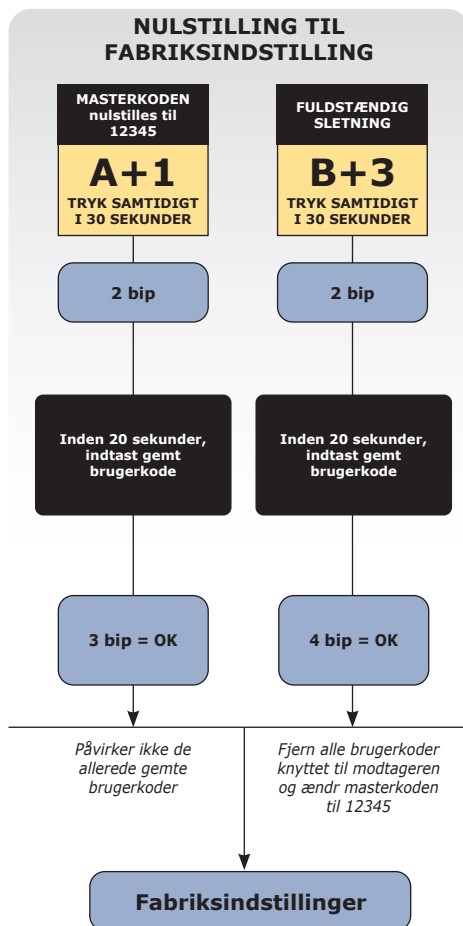 NULSTILLING TIL
FABRIKSINDSTILLING
MASTERKODEN
nulstilles til
12345
A+1
TRYK SAMTIDIGT
I 30 SEKUNDER
2 bip
Inden 20 sekunder,
indtast gemt
brugerkode
3 bip = OK
Påvirker ikke de
allerede gemte
brugerkoder
FULDSTÆNDIG
SLETNING
B+3
TRYK SAMTIDIGT
I 30 SEKUNDER
2 bip
Inden 20 sekunder,
indtast gemt
brugerkode
4 bip = OK
Fjern alle brugerkoder
knyttet til modtageren
og ændr masterkoden
til 12345
Fabriksindstillinger